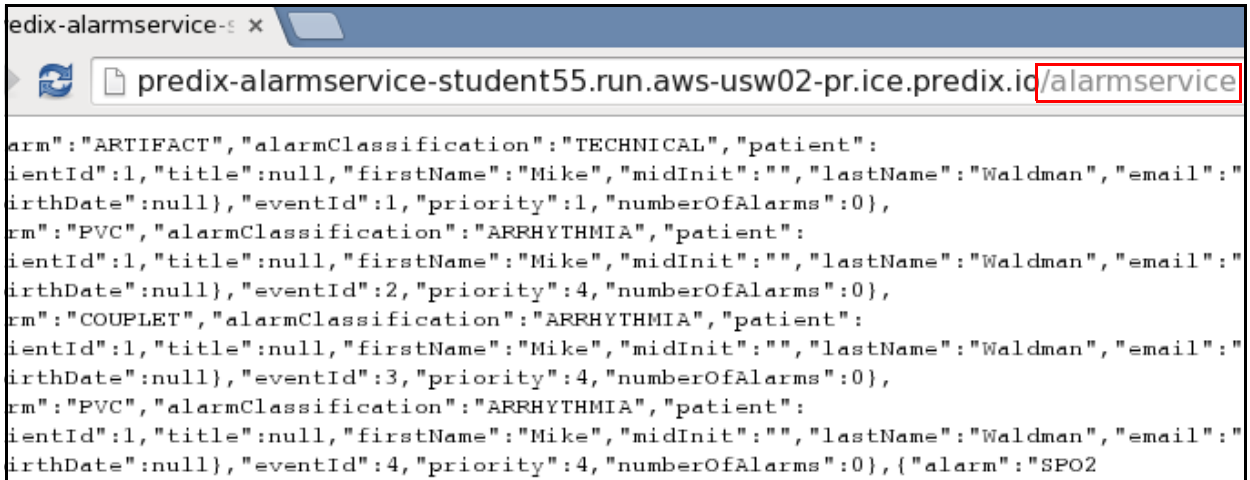 edix-alarmservice-s
predix-alarmservice-student55.run.aws-usw02-pr.ice.predix.io/alarmservice
arm":"ARTIFACT","alarmClassification":"TECHNICAL","patient":
ientId":1,"title":null,"firstName":"Mike","midInit":"","lastName":"Waldman","email":"
irthDate":null},"eventId":1,"priority":1,"numberOfAlarms":0},
rm":"PVC","alarmClassification":"ARRHYTHMIA","patient":
ientId":1,"title":null,"firstName":"Mike","midInit":"","lastName":"Waldman","email":"
irthDate":null},"eventId":2,"priority":4,"numberOfAlarms":0},
rm":"COUPLET","alarmClassification":"ARRHYTHMIA","patient":
ientId":1,"title":null,"firstName":"Mike","midInit":"","lastName":"Waldman","email":"
irthDate":null},"eventId":3,"priority":4,"numberOfAlarms":0},
rm":"PVC","alarmClassification":"ARRHYTHMIA","patient":
ientId":1,"title":null,"firstName":"Mike","midInit":"","lastName":"Waldman","email":"
irthDate":null},"eventId":4,"priority":4,"numberOfAlarms":0},{"alarm":"SPO2